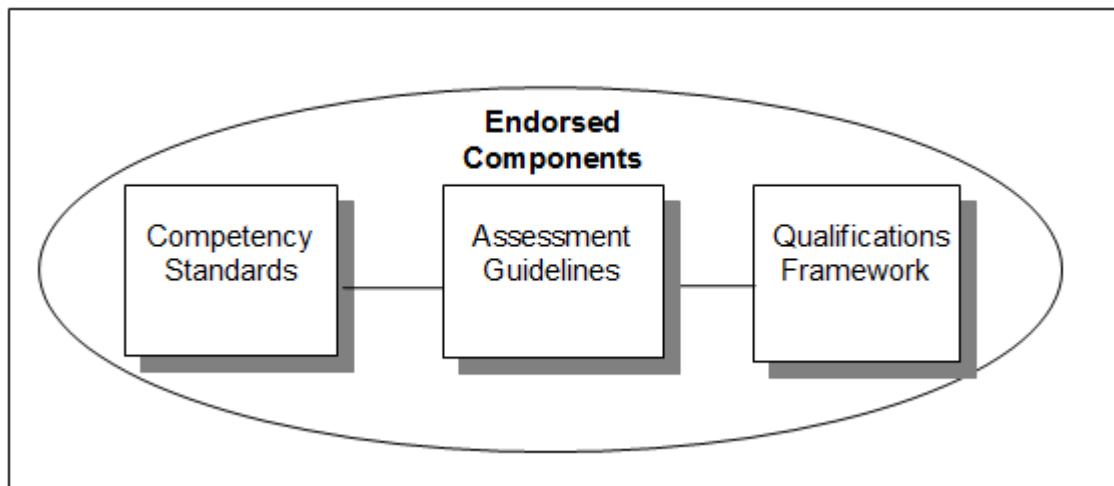 Endorsed
Components
Competency
Standards
Assessment
Guidelines
Qualifications
Framework